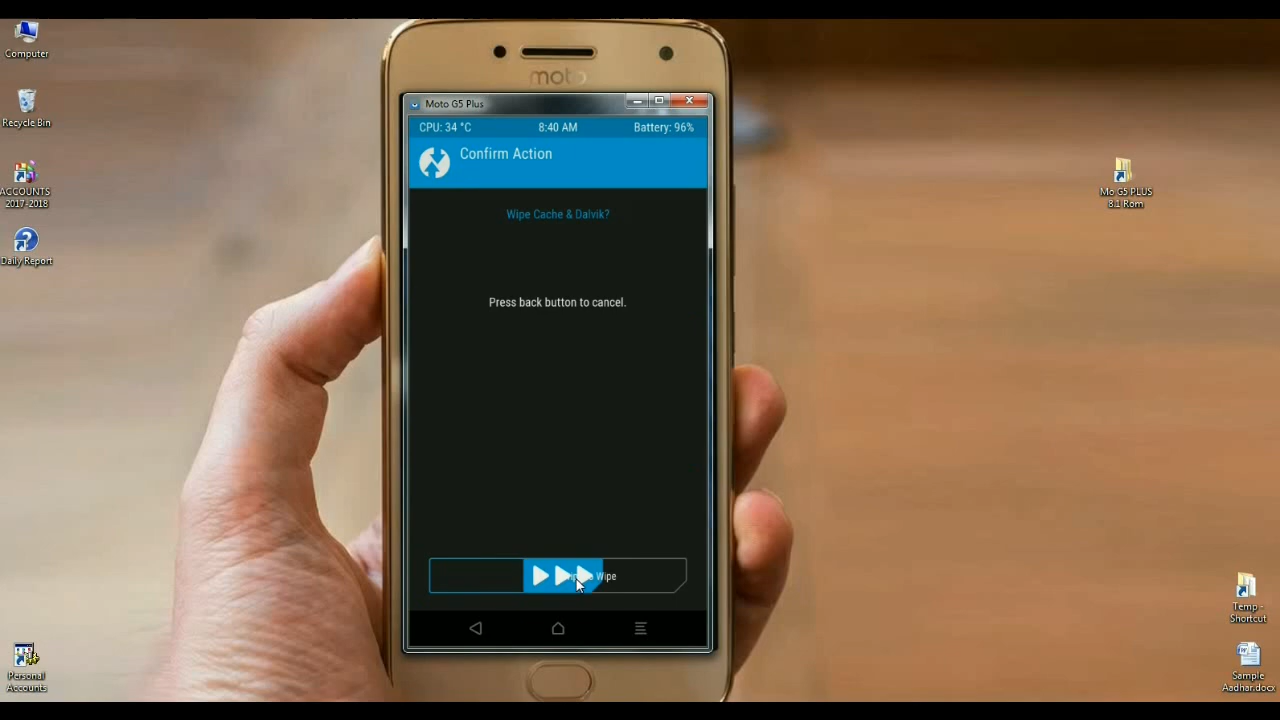 Computer
Recycle Bin
ACCOUNTS
2017-2018
Daily Report
Personal
Accounts
moto
Moto G5 Plus
CPU: 34 °C
8:40 AM
Battery: 96%
Confirm Action
Wipe Cache & Dalvik?
Press back button to cancel.
Wipe
Mo G5 PLUS
8.1 Rom
Temp -
Shortcut
Sample
Aadhar.docx